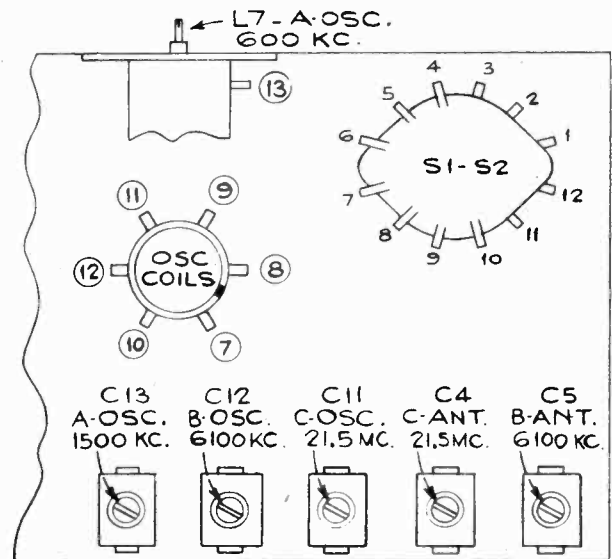 L7-A-OSC.
600 KC.
13
4
3
5
2
6
1
S1-S2
7
12
8
11
9
10
11
9
12
OSC
COILS
8
10
7
C13
A-OSC.
1500 KC.
C12
B-OSC.
6100 KC.
C11
C-OSC.
21.5 MC.
C4
C-ANT.
21.5 MC.
C5
B-ANT.
6100 KC.